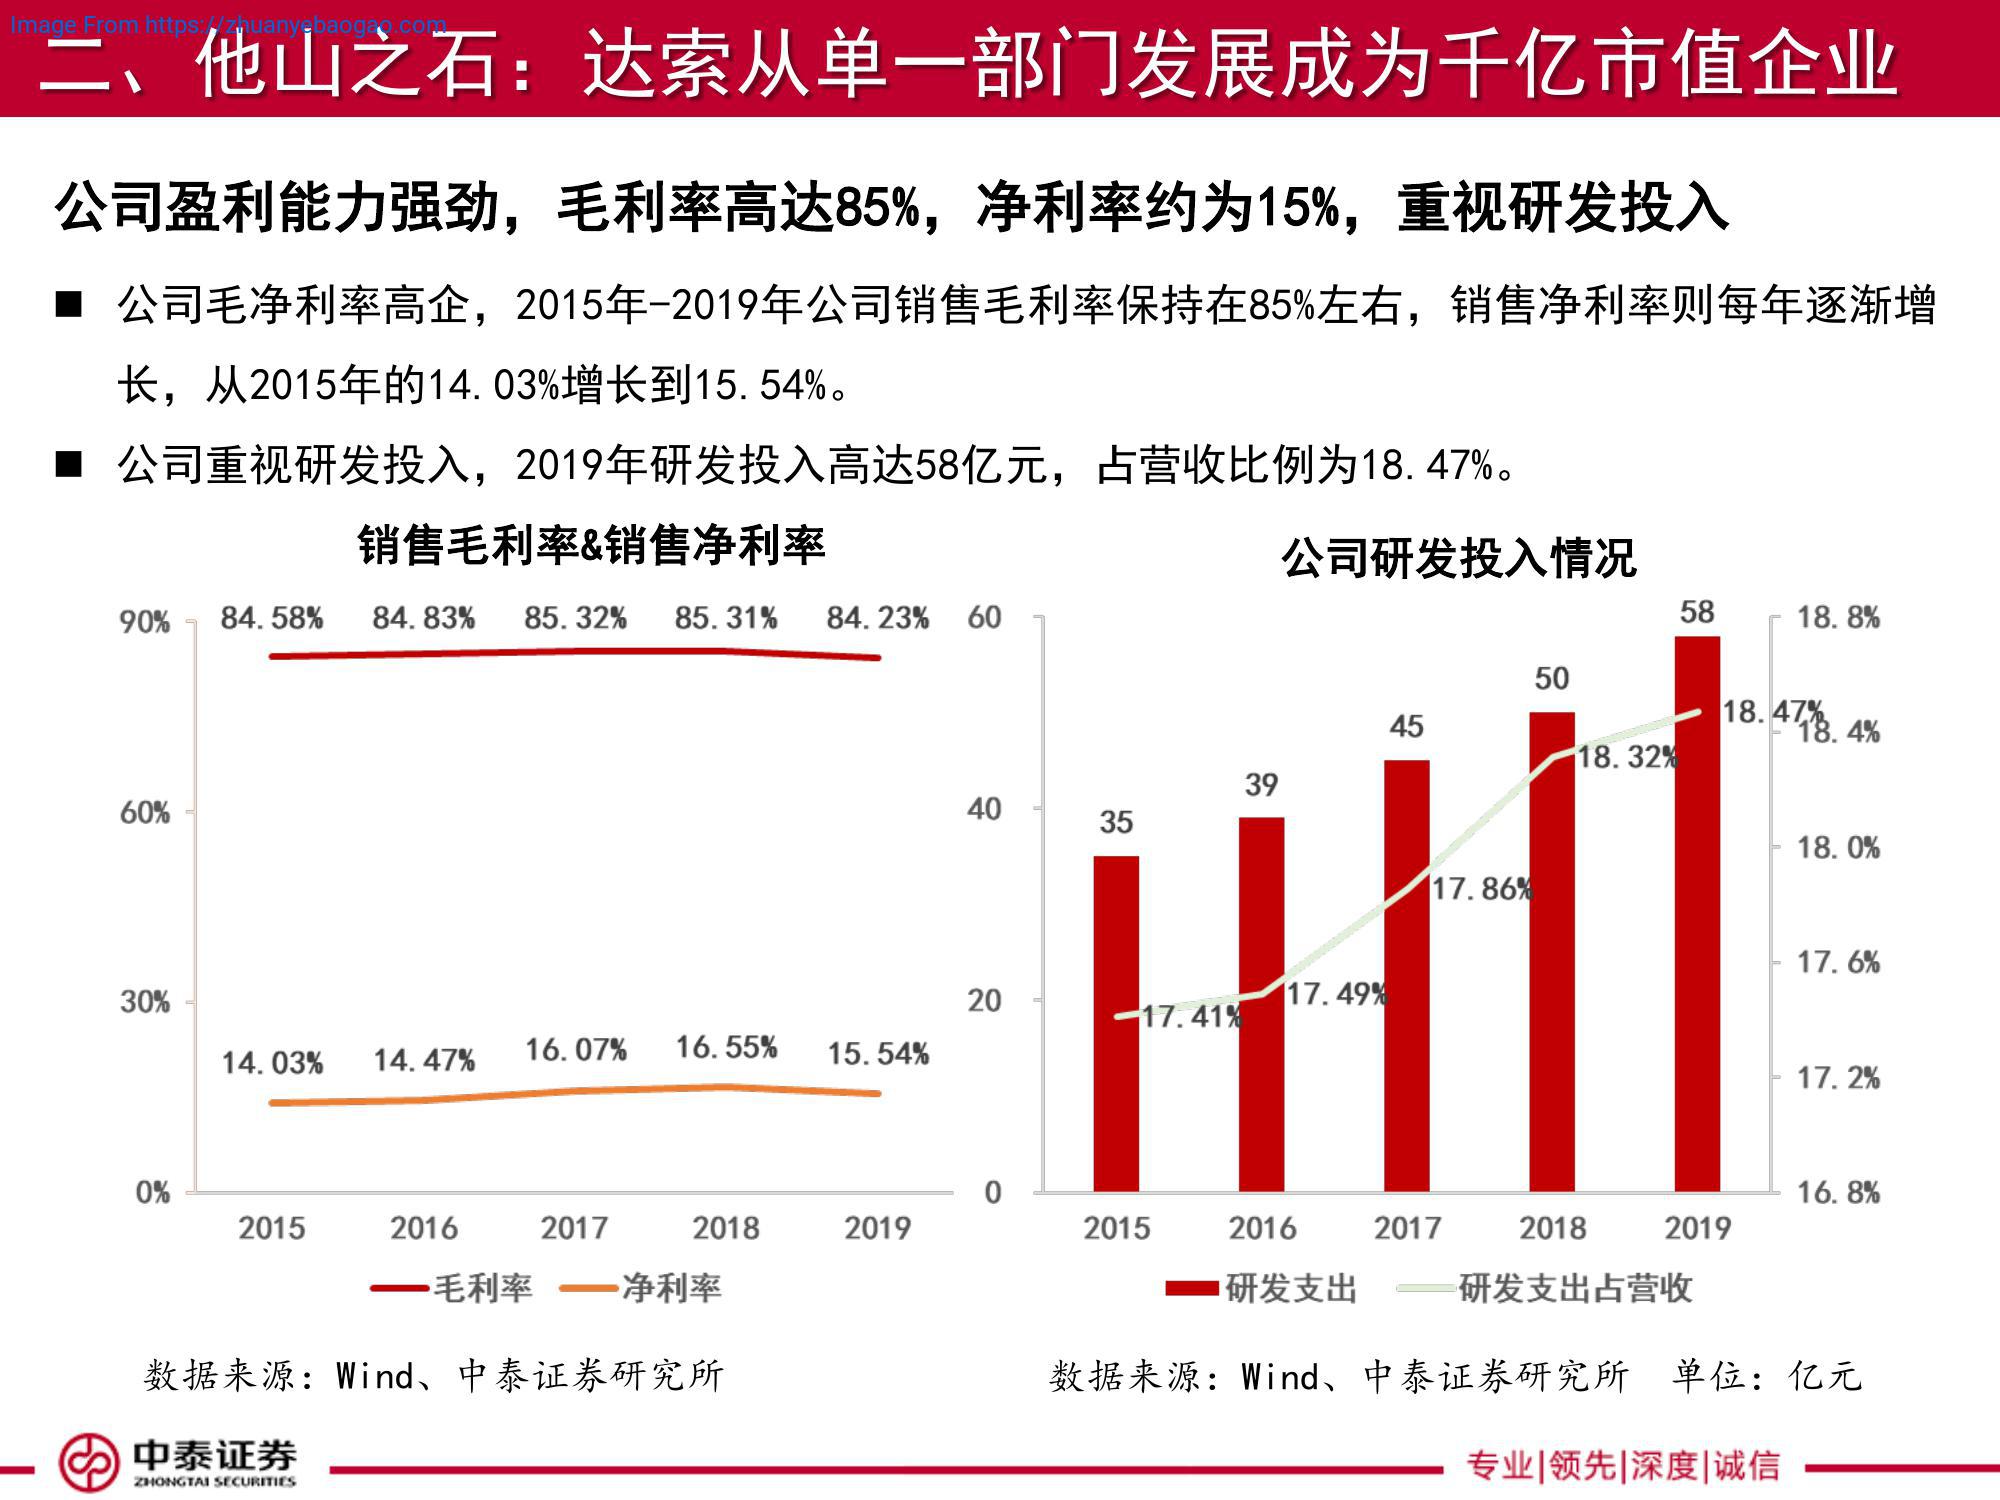 Image From https://zhuanyebaogao.com
二、他山之石：达索从单一部门发展成为千亿市值企业
公司盈利能力强劲，毛利率高达85%，净利率约为15%，重视研发投入
■ 公司毛净利率高企，2015年-2019年公司销售毛利率保持在85%左右，销售净利率则每年逐渐增
长，从2015年的14.03%增长到15.54%。
■ 公司重视研发投入，2019年研发投入高达58亿元，占营收比例为18.47%。
销售毛利率&销售净利率
90%
60%
30%
0%
84.58% 84.83% 85.32% 85.31% 84.23%
14.03% 14.47% 16.07% 16.55% 15.54%
2015 2016 2017 2018 2019
毛利率 净利率
数据来源：Wind、中泰证券研究所
公司研发投入情况
60
40
20
0
35 39 45 50 58
17.41% 17.49% 17.86% 18.32% 18.47%
18.8%
18.4%
18.0%
17.6%
17.2%
16.8%
2015 2016 2017 2018 2019
研发支出 研发支出占营收
数据来源：Wind、中泰证券研究所 单位：亿元
中泰证券
ZHONGTAI SECURITIES
专业|领先|深度|诚信